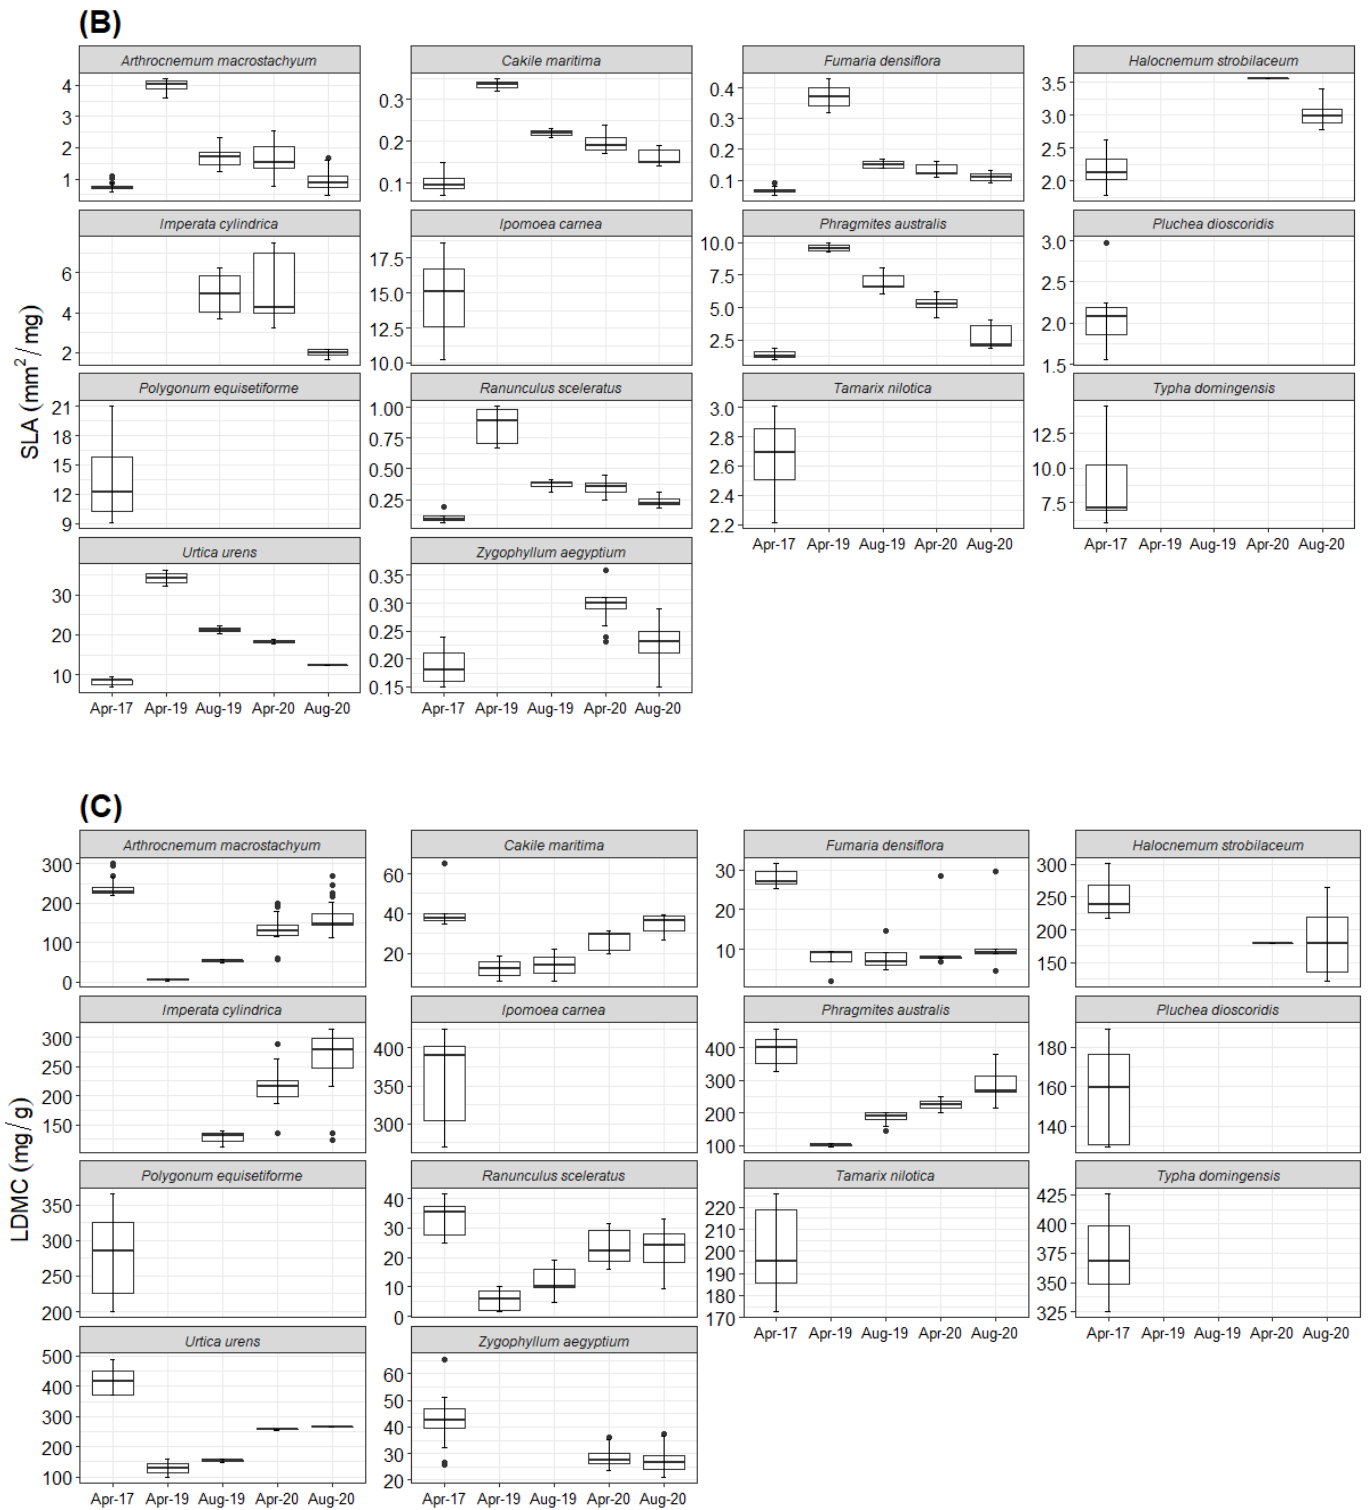 (B)
Arthrocnemum macrostachyum
Cakile maritima
Fumaria densiflora
Halocnemum strobilaceum
4
3
2
1
0.3
0.2
0.1
0.4
0.3
0.2
0.1
3.5
3.0
2.5
2.0
Imperata cylindrica
Ipomoea carnea
Phragmites australis
Pluchea dioscoridis
6
4
2
17.5
15.0
12.5
10.0
10.0
7.5
5.0
2.5
3.0
2.5
2.0
1.5
SLA (mm²/mg)
Polygonum equisetiforme
Ranunculus sceleratus
Tamarix nilotica
Typha domingensis
21
18
15
12
9
1.00
0.75
0.50
0.25
3.0
2.8
2.6
2.4
2.2
12.5
10.0
7.5
Apr-17 Apr-19 Aug-19 Apr-20 Aug-20
Apr-17 Apr-19 Aug-19 Apr-20 Aug-20
Urtica urens
Zygophyllum aegyptium
30
20
10
0.35
0.30
0.25
0.20
0.15
Apr-17 Apr-19 Aug-19 Apr-20 Aug-20
Apr-17 Apr-19 Aug-19 Apr-20 Aug-20
(C)
Arthrocnemum macrostachyum
Cakile maritima
Fumaria densiflora
Halocnemum strobilaceum
300
200
100
0
60
40
20
30
20
10
300
250
200
150
Imperata cylindrica
Ipomoea carnea
Phragmites australis
Pluchea dioscoridis
300
250
200
150
400
300
400
300
200
100
180
160
140
LDMC (mg/g)
Polygonum equisetiforme
Ranunculus sceleratus
Tamarix nilotica
Typha domingensis
350
300
250
200
40
30
20
10
0
220
210
200
190
180
170
425
400
375
350
325
Apr-17 Apr-19 Aug-19 Apr-20 Aug-20
Apr-17 Apr-19 Aug-19 Apr-20 Aug-20
Urtica urens
Zygophyllum aegyptium
500
400
300
200
100
60
50
40
30
20
Apr-17 Apr-19 Aug-19 Apr-20 Aug-20
Apr-17 Apr-19 Aug-19 Apr-20 Aug-20